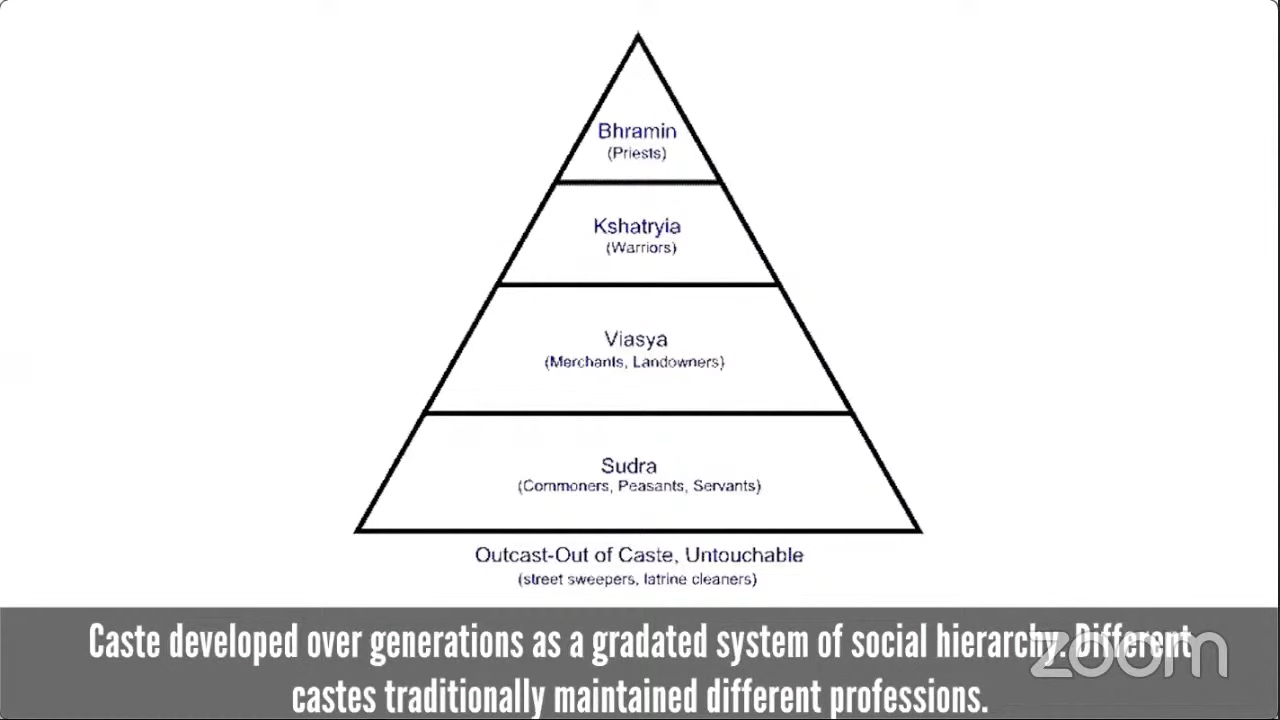 Bhramin
(Priests)
Kshatryia
(Warriors)
Viasya
(Merchants, Landowners)
Sudra
(Commoners, Peasants, Servants)
Outcast-Out of Caste, Untouchable
(street sweepers, latrine cleaners)
Caste developed over generations as a gradated system of social hierarchy. Different
castes traditionally maintained different professions.
zoom